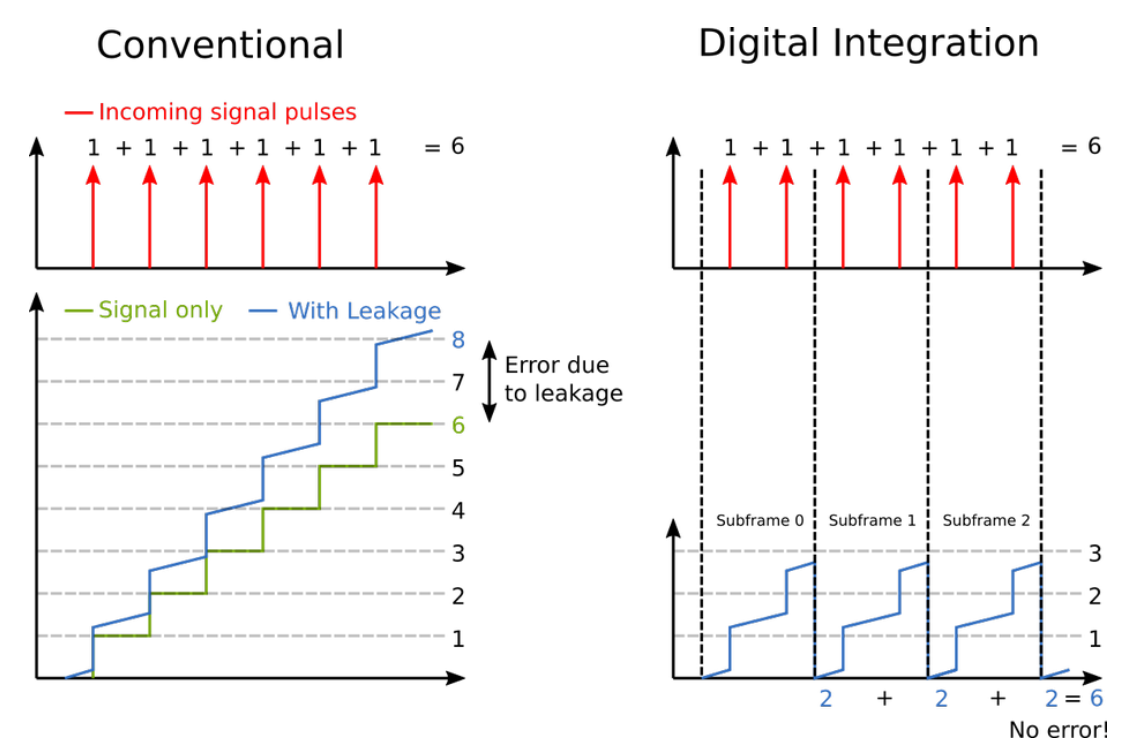 Conventional
Digital Integration
Incoming signal pulses
1 + 1 + 1 + 1 + 1 + 1 = 6
1 + 1 + 1 + 1 + 1 + 1 = 6
Signal only
With Leakage
8
7
6
5
4
3
2
1
Error due
to leakage
Subframe 0
Subframe 1
Subframe 2
3
2
1
2 + 2 + 2 = 6
No error!